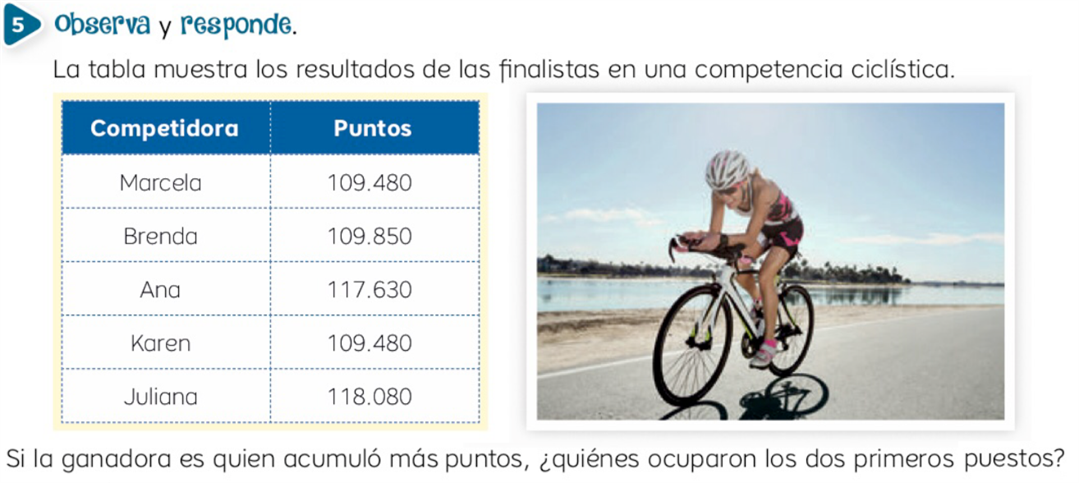 5 Observa y responde.
La tabla muestra los resultados de las finalistas en una competencia ciclística.
Competidora Puntos
Marcela 109.480
Brenda 109.850
Ana 117.630
Karen 109.480
Juliana 118.080
Si la ganadora es quien acumuló más puntos, ¿quiénes ocuparon los dos primeros puestos?